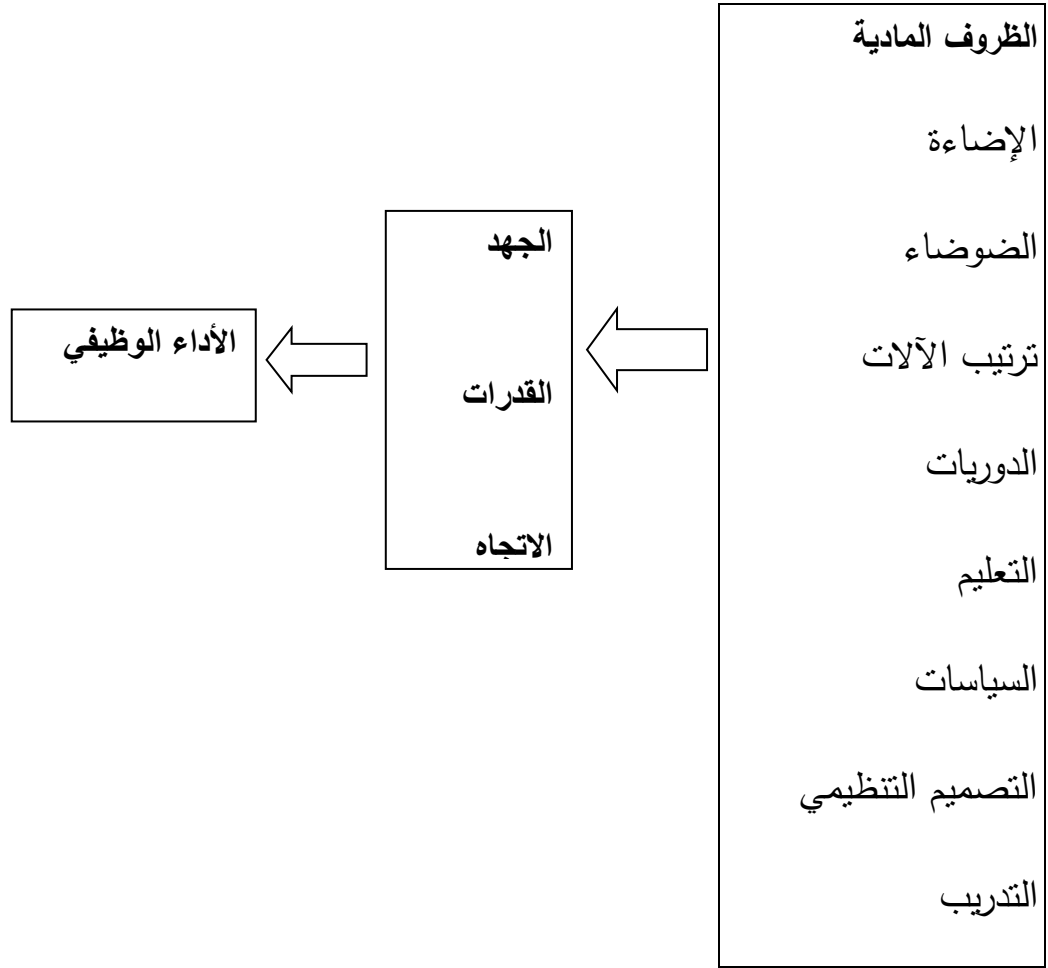 الظروف المادية
الإضاءة
الضوضاء
ترتيب الآلات
الدوريات
التعليم
السياسات
التصميم التنظيمي
التدريب
الجهد
القدرات
الاتجاه
الأداء الوظيفي